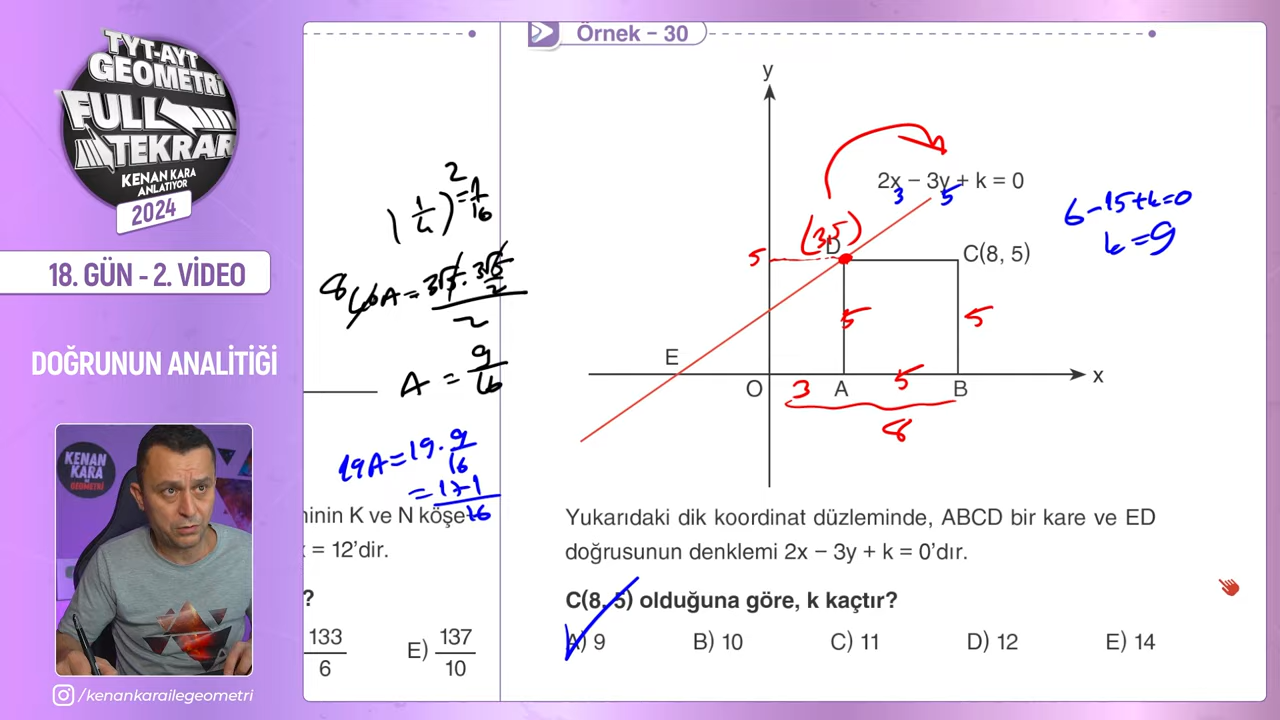 TYT-AYT
GEOMETRİ
FULL
TEKRAR
KENAN KARA
ANLATIYOR
2024
18. GÜN - 2. VİDEO
DOĞRUNUN ANALİTİĞİ
KENAN
KARA
GEOMETRİ
/kenankarailegeometri
(1/4)² = 1/16
A = 9/16
19A = 19 · 9/16
= 171/16
ninin K ve N köşe
= 12'dir.
?
133/6
E) 137/10
Örnek – 30
y
2x – 3y + k = 0
3 5
6-15+k=0
k=9
(3,5)
5
D
C(8, 5)
5
5
E
O
3
A
5
B
x
8
Yukarıdaki dik koordinat düzleminde, ABCD bir kare ve ED
doğrusunun denklemi 2x – 3y + k = 0'dır.
C(8, 5) olduğuna göre, k kaçtır?
A) 9 B) 10 C) 11 D) 12 E) 14